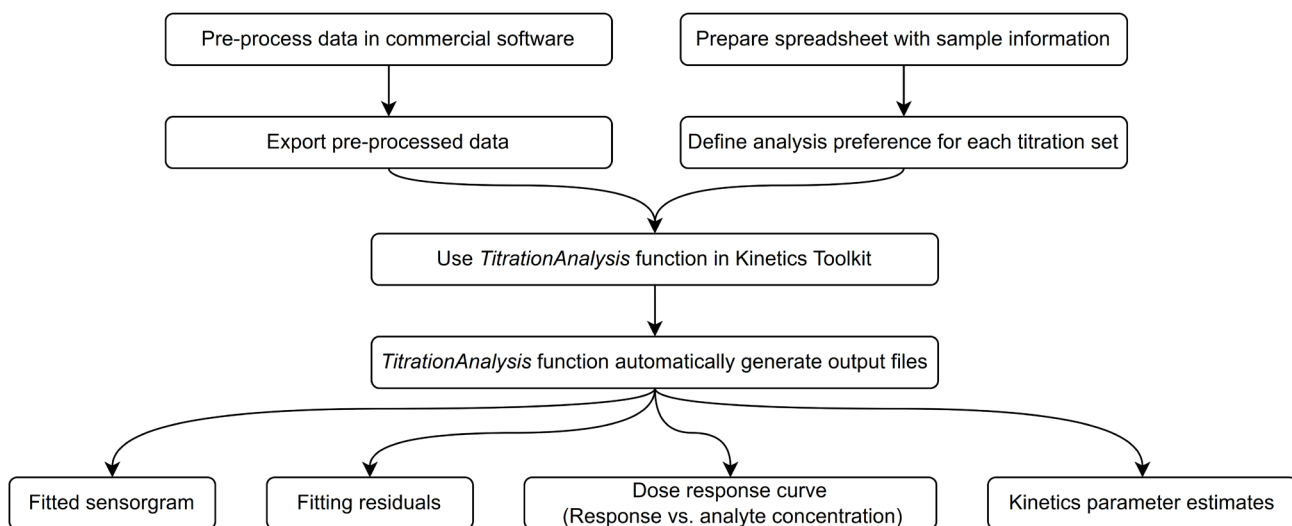 Pre-process data in commercial software
Prepare spreadsheet with sample information
Export pre-processed data
Define analysis preference for each titration set
Use TitrationAnalysis function in Kinetics Toolkit
TitrationAnalysis function automatically generate output files
Fitted sensorgram
Fitting residuals
Dose response curve
(Response vs. analyte concentration)
Kinetics parameter estimates